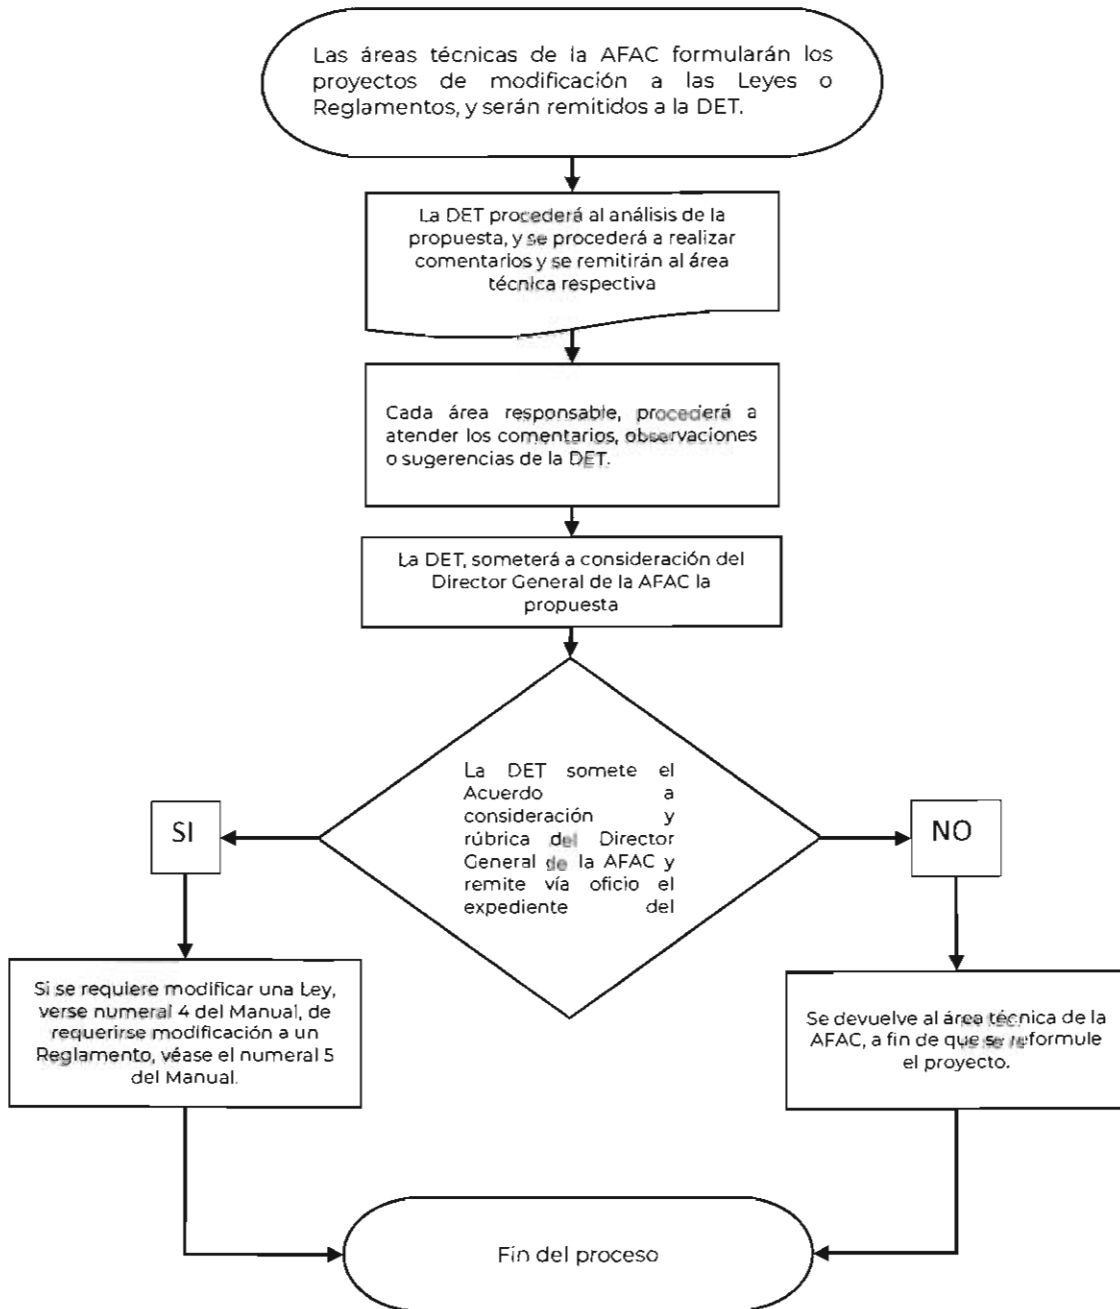 Las áreas técnicas de la AFAC formularán los
proyectos de modificación a las Leyes o
Reglamentos, y serán remitidos a la DET.
La DET procederá al análisis de la
propuesta, y se procederá a realizar
comentarios y se remitirán al área
técnica respectiva
Cada área responsable, procederá a
atender los comentarios, observaciones
o sugerencias de la DET.
La DET, someterá a consideración del
Director General de la AFAC la
propuesta
La DET somete el
Acuerdo a
consideración y
rúbrica del Director
General de la AFAC y
remite vía oficio el
expediente del
SI
NO
Si se requiere modificar una Ley,
verse numeral 4 del Manual, de
requerirse modificación a un
Reglamento, véase el numeral 5
del Manual.
Se devuelve al área técnica de la
AFAC, a fin de que se reformule
el proyecto.
Fin del proceso